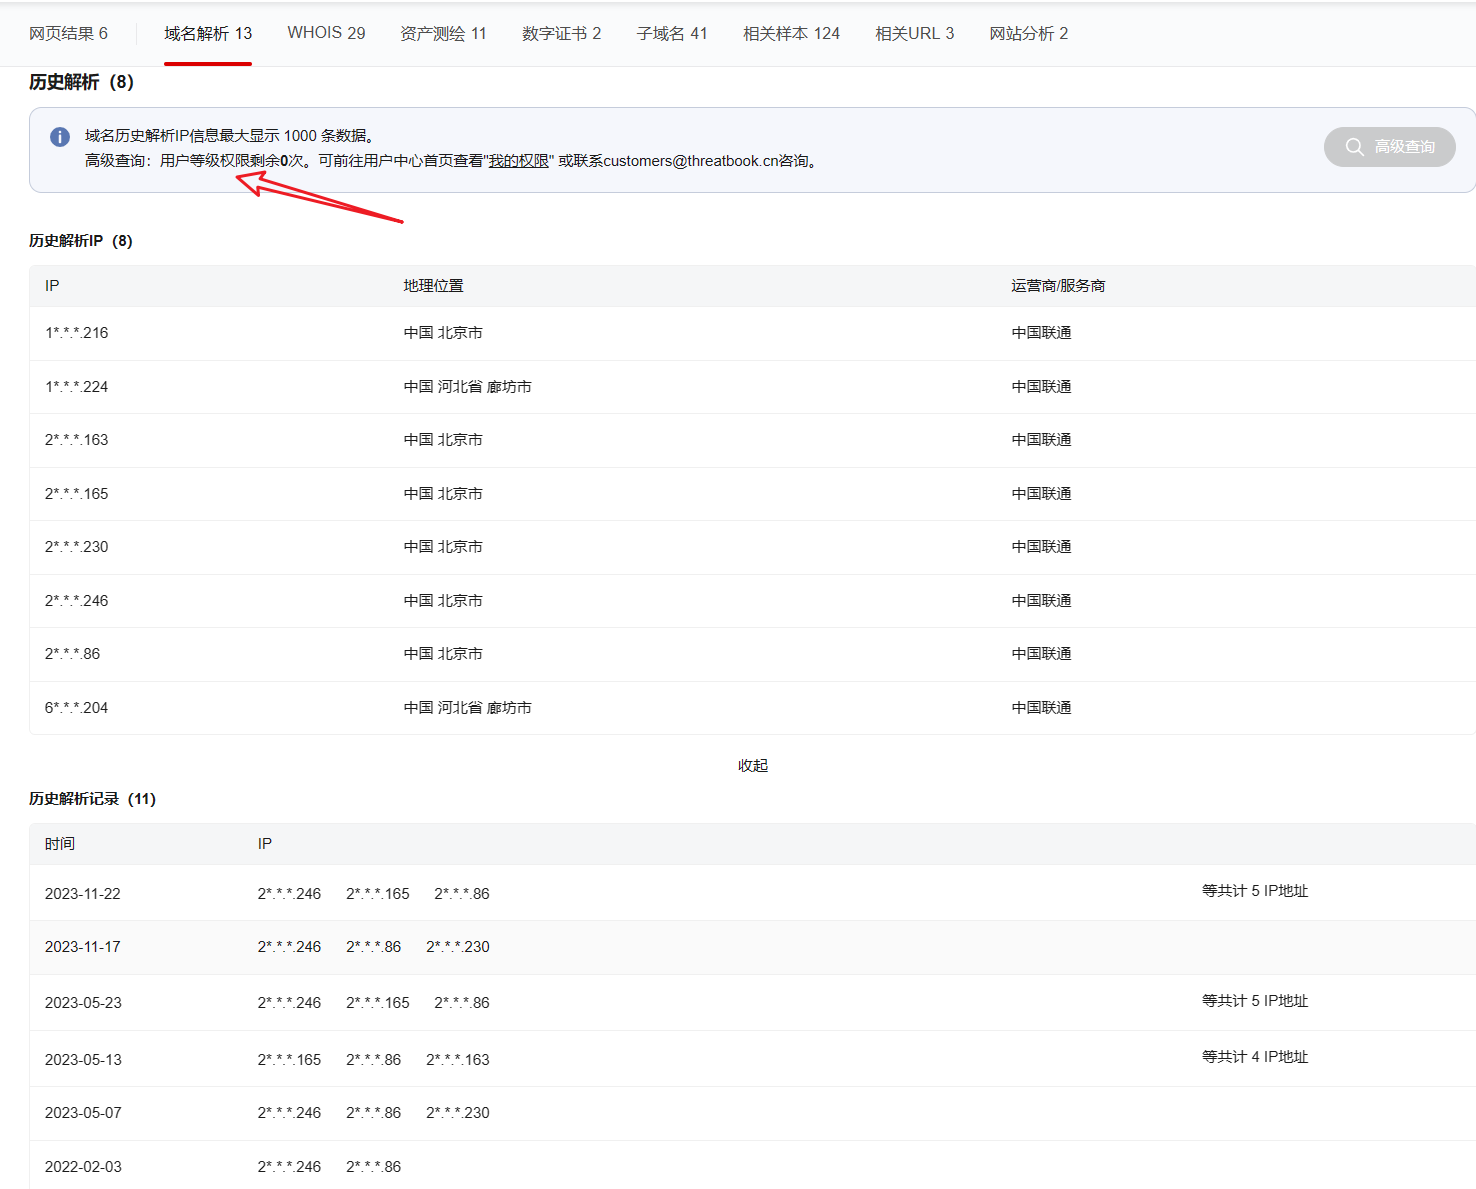 网页结果 6 域名解析 13 WHOIS 29 资产测绘 11 数字证书 2 子域名 41 相关样本 124 相关URL 3 网站分析 2
历史解析（8）
域名历史解析IP信息最大显示 1000 条数据。
高级查询：用户等级权限剩余0次。可前往用户中心首页查看"我的权限" 或联系customers@threatbook.cn咨询。
高级查询
历史解析IP（8）
IP 地理位置 运营商/服务商
1*.*.*.216 中国 北京市 中国联通
1*.*.*.224 中国 河北省 廊坊市 中国联通
2*.*.*.163 中国 北京市 中国联通
2*.*.*.165 中国 北京市 中国联通
2*.*.*.230 中国 北京市 中国联通
2*.*.*.246 中国 北京市 中国联通
2*.*.*.86 中国 北京市 中国联通
6*.*.*.204 中国 河北省 廊坊市 中国联通
收起
历史解析记录（11）
时间 IP
2023-11-22 2*.*.*.246 2*.*.*.165 2*.*.*.86 等共计 5 IP地址
2023-11-17 2*.*.*.246 2*.*.*.86 2*.*.*.230
2023-05-23 2*.*.*.246 2*.*.*.165 2*.*.*.86 等共计 5 IP地址
2023-05-13 2*.*.*.165 2*.*.*.86 2*.*.*.163 等共计 4 IP地址
2023-05-07 2*.*.*.246 2*.*.*.86 2*.*.*.230
2022-02-03 2*.*.*.246 2*.*.*.86